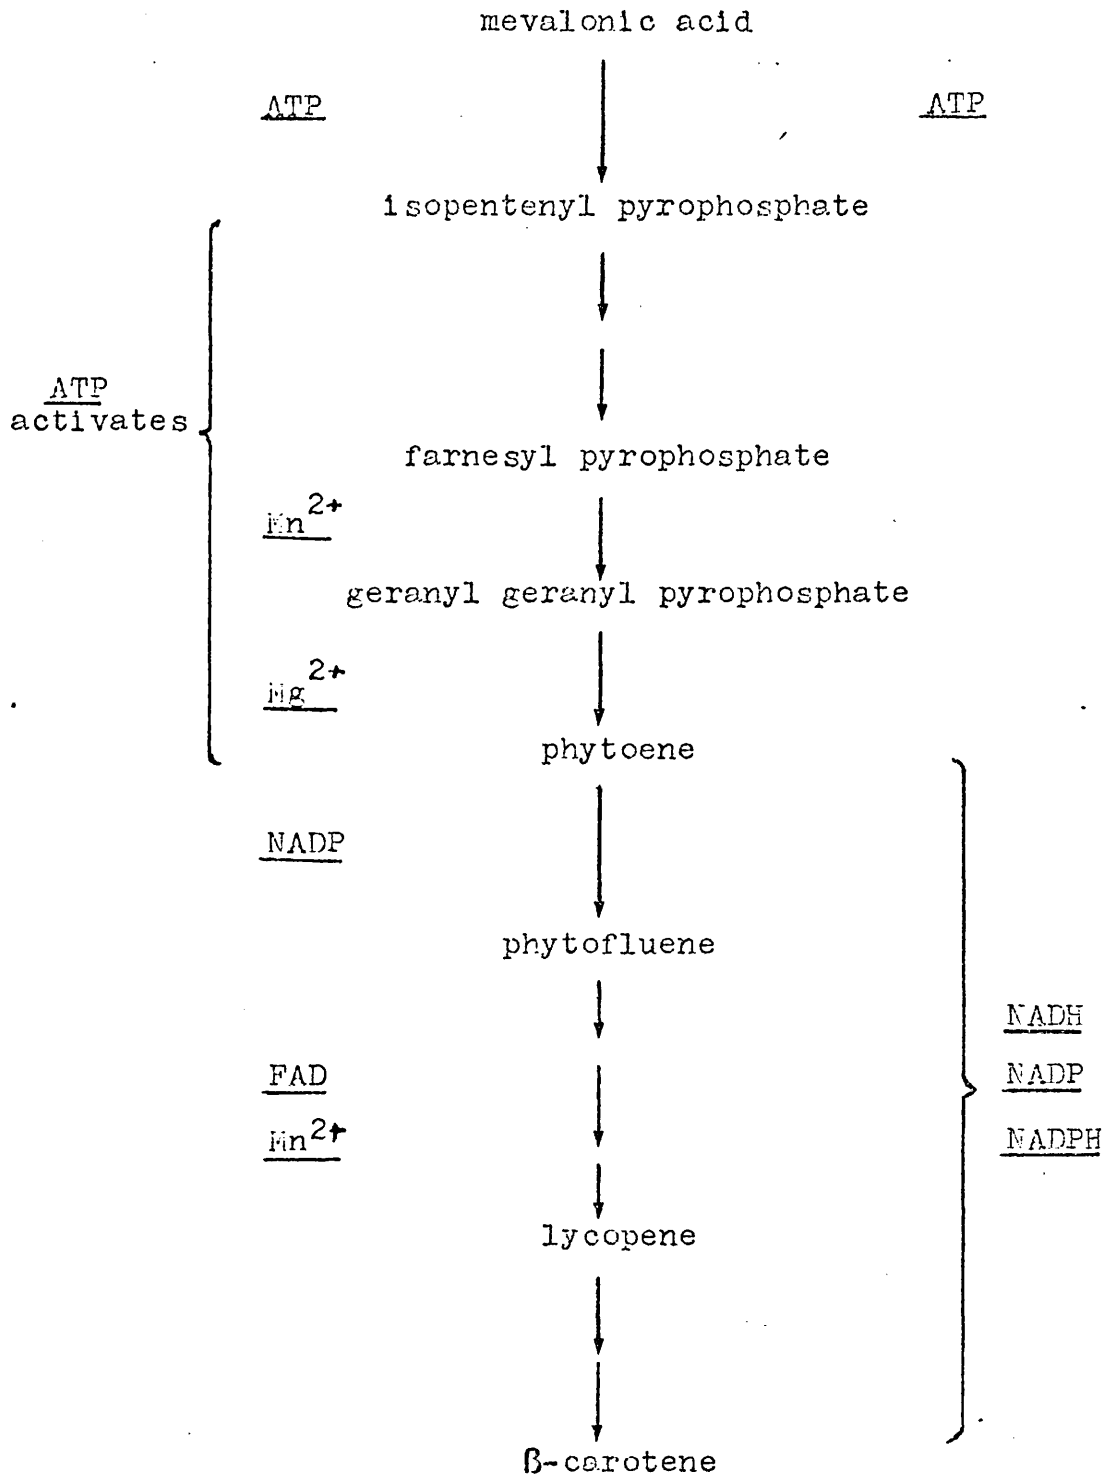 mevalonic acid
ATP
ATP
isopentenyl pyrophosphate
ATP
activates
farnesyl pyrophosphate
Mn2+
geranyl geranyl pyrophosphate
Mg2+
phytoene
NADP
phytofluene
NADH
FAD
NADP
Mn2+
NADPH
lycopene
β-carotene